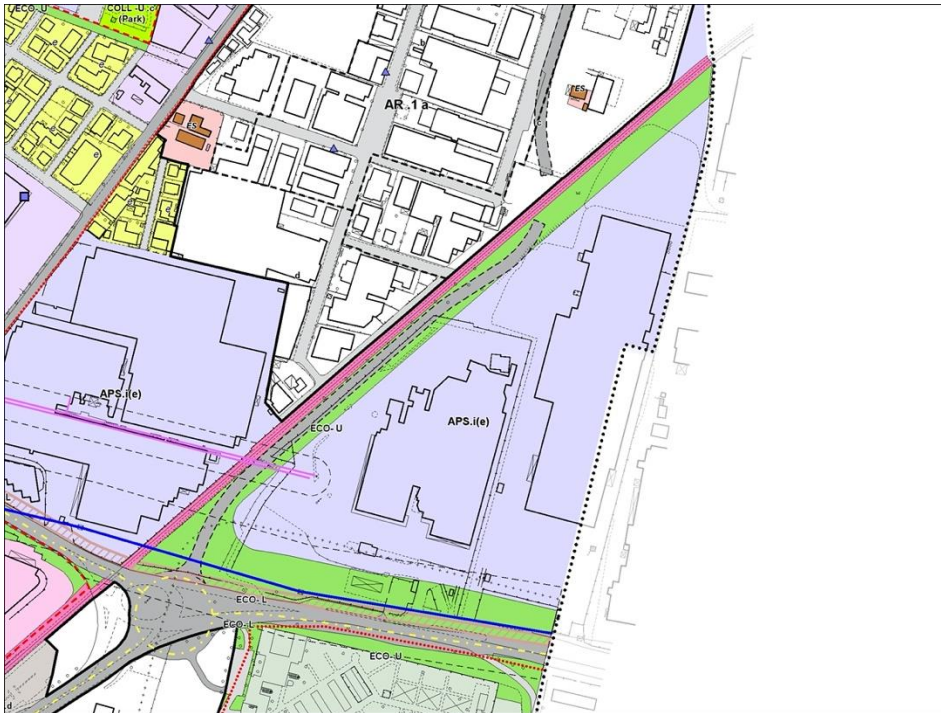 ECO-U
COLL-U c
(Park)
e
e
AR .1 a
ES
ES
e
e
e
e
d
APS.i(e)
APS.i(e)
ECO-U
L
ECO-L
ECO-L
ECO-U
d